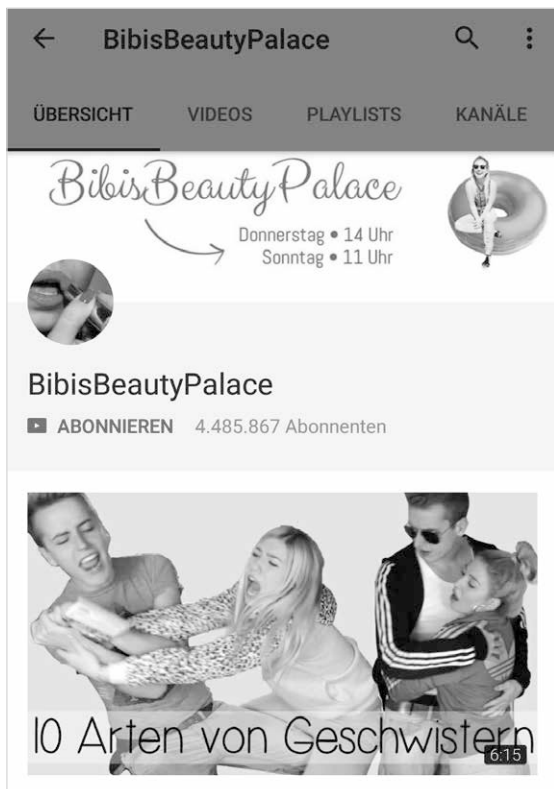 BibisBeautyPalace
ÜBERSICHT VIDEOS PLAYLISTS KANÄLE
BibisBeautyPalace
Donnerstag • 14 Uhr
Sonntag • 11 Uhr
BibisBeautyPalace
ABONNIEREN 4.485.867 Abonnenten
10 Arten von Geschwistern
6:15